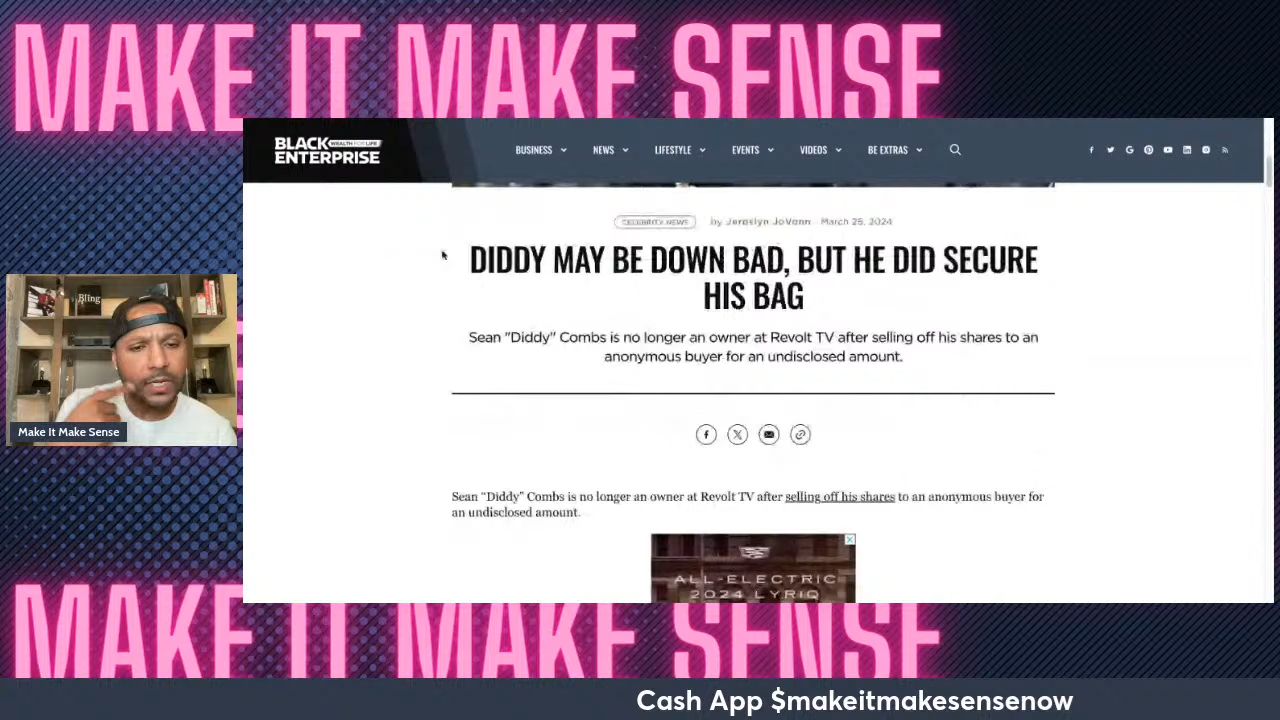 MAKE IT MAKE SENSE
BLACK WEALTH FOR LIFE
ENTERPRISE
BUSINESS NEWS LIFESTYLE EVENTS VIDEOS BE EXTRAS
CELEBRITY NEWS by Jeroslyn JoVonn March 25, 2024
DIDDY MAY BE DOWN BAD, BUT HE DID SECURE
HIS BAG
Sean "Diddy" Combs is no longer an owner at Revolt TV after selling off his shares to an
anonymous buyer for an undisclosed amount.
Bling
Make It Make Sense
Sean “Diddy” Combs is no longer an owner at Revolt TV after selling off his shares to an anonymous buyer for
an undisclosed amount.
ALL-ELECTRIC
2024 LYRIQ
MAKE IT MAKE SENSE
Cash App $makeitmakesensenow